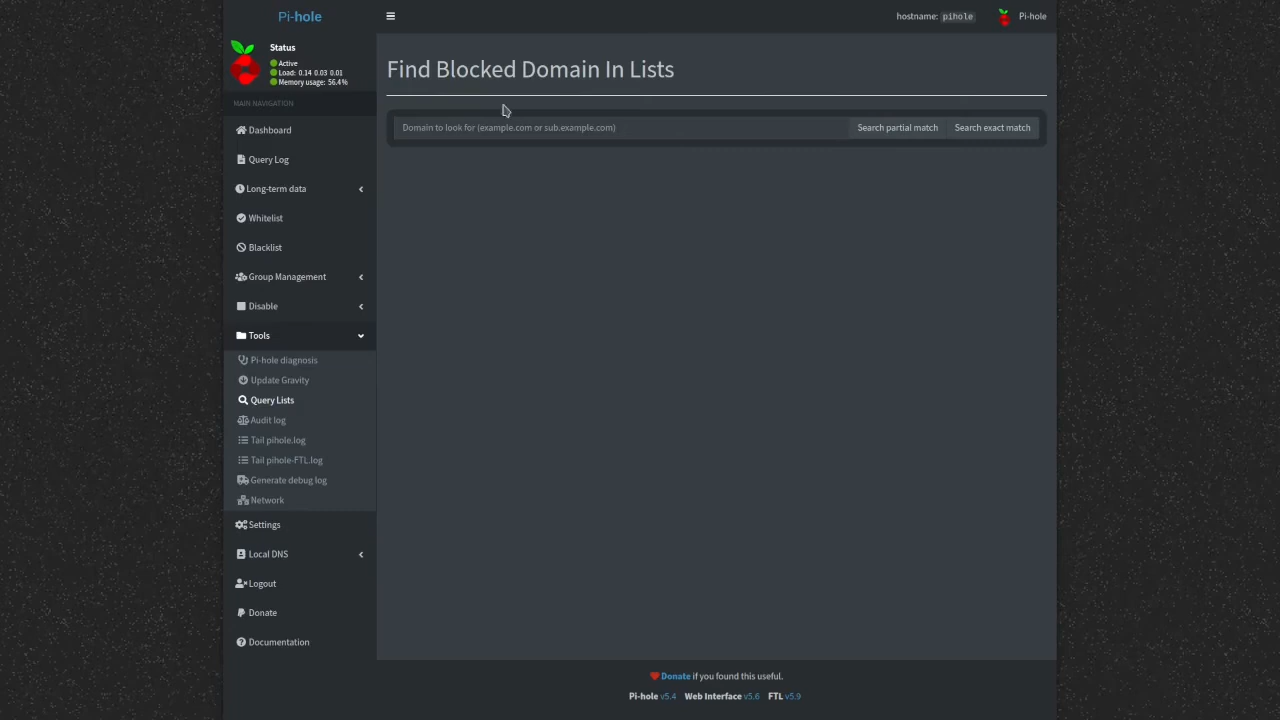 Pi-hole
hostname: pihole
Pi-hole
Status
Active
Load: 0.14 0.03 0.01
Memory usage: 56.4%
MAIN NAVIGATION
Dashboard
Query Log
Long-term data
Whitelist
Blacklist
Group Management
Disable
Tools
Pi-hole diagnosis
Update Gravity
Query Lists
Audit log
Tail pihole.log
Tail pihole-FTL.log
Generate debug log
Network
Settings
Local DNS
Logout
Donate
Documentation
Find Blocked Domain In Lists
Domain to look for (example.com or sub.example.com)
Search partial match
Search exact match
Donate if you found this useful.
Pi-hole v5.4 Web Interface v5.6 FTL v5.9